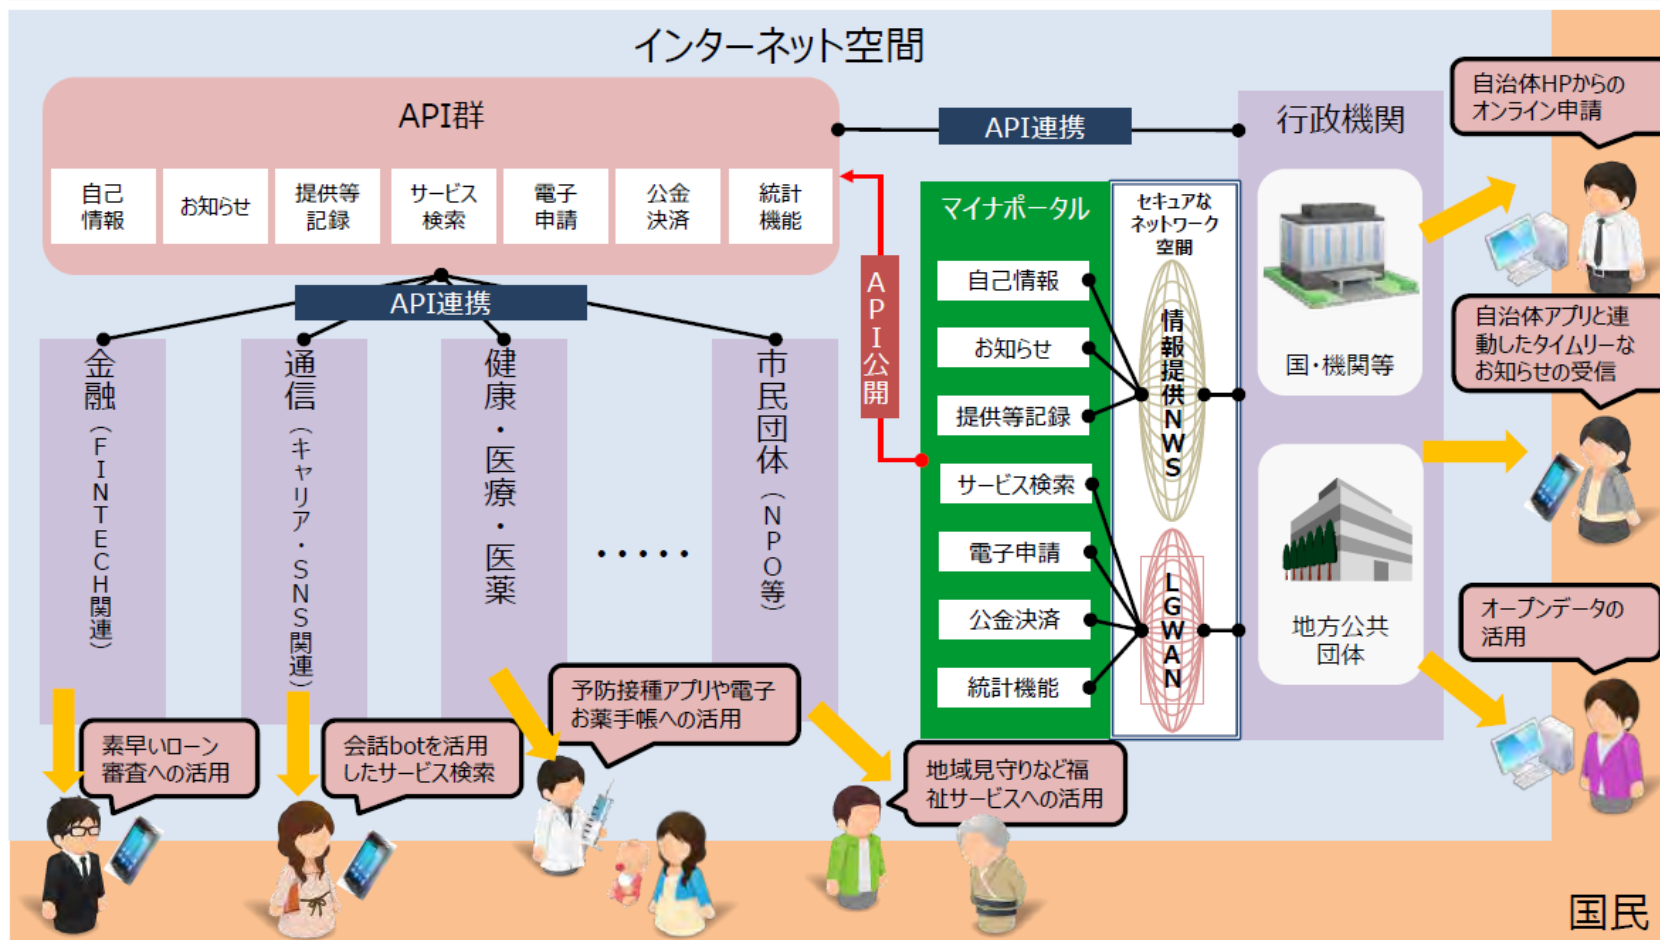 インターネット空間
API群
自己
情報
お知らせ
提供等
記録
サービス
検索
電子
申請
公金
決済
統計
機能
API連携
API連携
API公開
金融（FINTECH関連）
通信（キャリア・SNS関連）
健康・医療・医薬
・・・・・
市民団体（NPO等）
マイナポータル
自己情報
お知らせ
提供等記録
サービス検索
電子申請
公金決済
統計機能
セキュアな
ネットワーク
空間
情報提供NWS
LGWAN
行政機関
国・機関等
地方公共
団体
自治体HPからの
オンライン申請
自治体アプリと連
動したタイムリーな
お知らせの受信
オープンデータの
活用
素早いローン
審査への活用
会話botを活用
したサービス検索
予防接種アプリや電子
お薬手帳への活用
地域見守りなど福
祉サービスへの活用
国民